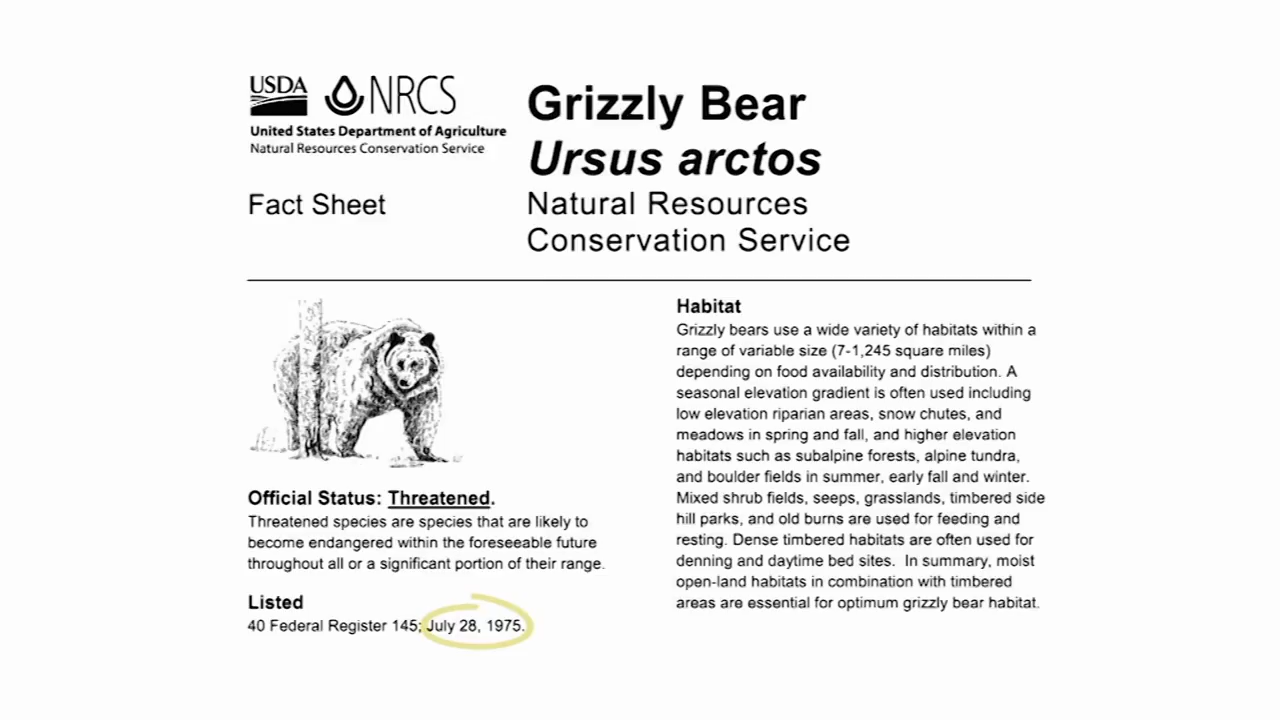 USDA NRCS
United States Department of Agriculture
Natural Resources Conservation Service
Fact Sheet
Grizzly Bear
Ursus arctos
Natural Resources
Conservation Service
Official Status: Threatened.
Threatened species are species that are likely to
become endangered within the foreseeable future
throughout all or a significant portion of their range.
Listed
40 Federal Register 145; July 28, 1975.
Habitat
Grizzly bears use a wide variety of habitats within a
range of variable size (7-1,245 square miles)
depending on food availability and distribution. A
seasonal elevation gradient is often used including
low elevation riparian areas, snow chutes, and
meadows in spring and fall, and higher elevation
habitats such as subalpine forests, alpine tundra,
and boulder fields in summer, early fall and winter.
Mixed shrub fields, seeps, grasslands, timbered side
hill parks, and old burns are used for feeding and
resting. Dense timbered habitats are often used for
denning and daytime bed sites. In summary, moist
open-land habitats in combination with timbered
areas are essential for optimum grizzly bear habitat.